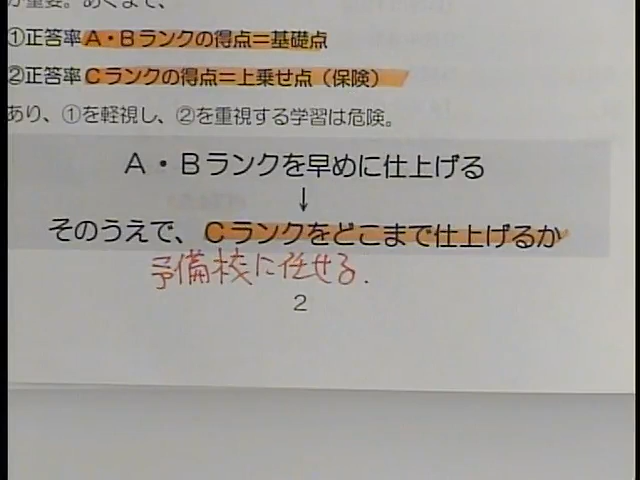 が重要。あくまで、
①正答率A・Bランクの得点＝基礎点
②正答率Cランクの得点＝上乗せ点（保険）
あり、①を軽視し、②を重視する学習は危険。
A・Bランクを早めに仕上げる
↓
そのうえで、Cランクをどこまで仕上げるか
予備校に任せる.
2